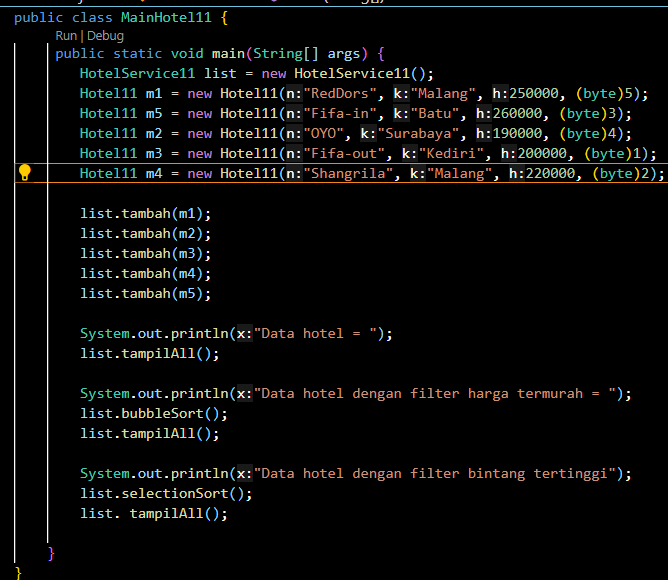 public class MainHotel11 {
Run | Debug
public static void main(String[] args) {
HotelService11 list = new HotelService11();
Hotel11 m1 = new Hotel11(n:"RedDors", k:"Malang", h:250000, (byte)5);
Hotel11 m5 = new Hotel11(n:"Fifa-in", k:"Batu", h:260000, (byte)3);
Hotel11 m2 = new Hotel11(n:"OYO", k:"Surabaya", h:190000, (byte)4);
Hotel11 m3 = new Hotel11(n:"Fifa-out", k:"Kediri", h:200000, (byte)1);
Hotel11 m4 = new Hotel11(n:"Shangrila", k:"Malang", h:220000, (byte)2);
list.tambah(m1);
list.tambah(m2);
list.tambah(m3);
list.tambah(m4);
list.tambah(m5);
System.out.println(x:"Data hotel = ");
list.tampilAll();
System.out.println(x:"Data hotel dengan filter harga termurah = ");
list.bubbleSort();
list.tampilAll();
System.out.println(x:"Data hotel dengan filter bintang tertinggi");
list.selectionSort();
list. tampilAll();
}
}